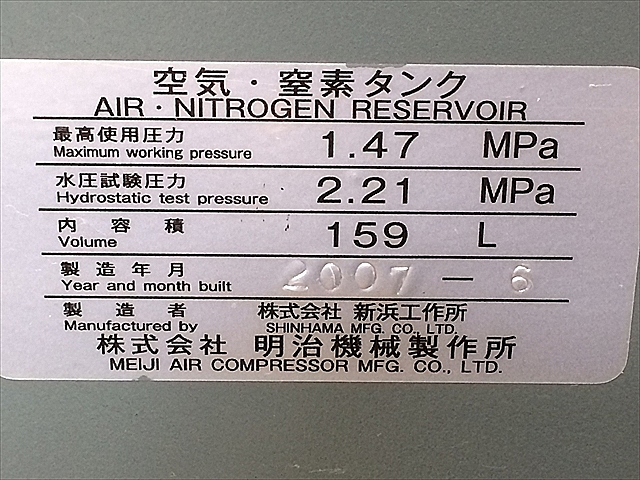 空気・窒素タンク
AIR・NITROGEN RESERVOIR
最高使用圧力 1.47 MPa
Maximum working pressure
水圧試験圧力 2.21 MPa
Hydrostatic test pressure
内容積 159 L
Volume
製造年月 2007 - 6
Year and month built
製造者 株式会社 新浜工作所
Manufactured by SHINHAMA MFG. CO., LTD.
株式会社 明治機械製作所
MEIJI AIR COMPRESSOR MFG. CO., LTD.